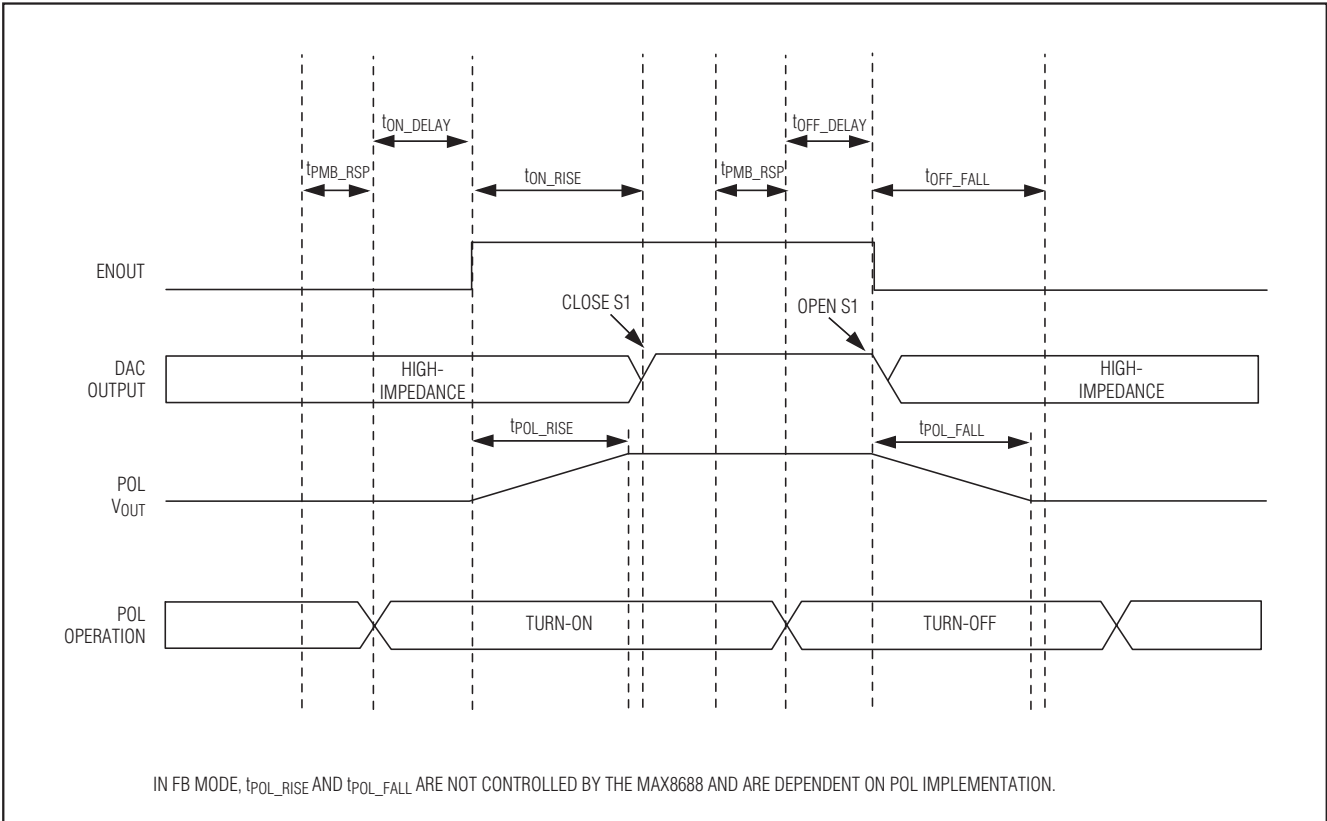 tON_DELAY
tOFF_DELAY
tPMB_RSP
tON_RISE
tPMB_RSP
tOFF_FALL
ENOUT
CLOSE S1
OPEN S1
DAC
OUTPUT
HIGH-
IMPEDANCE
HIGH-
IMPEDANCE
tPOL_RISE
tPOL_FALL
POL
VOUT
POL
OPERATION
TURN-ON
TURN-OFF
IN FB MODE, tPOL_RISE AND tPOL_FALL ARE NOT CONTROLLED BY THE MAX8688 AND ARE DEPENDENT ON POL IMPLEMENTATION.